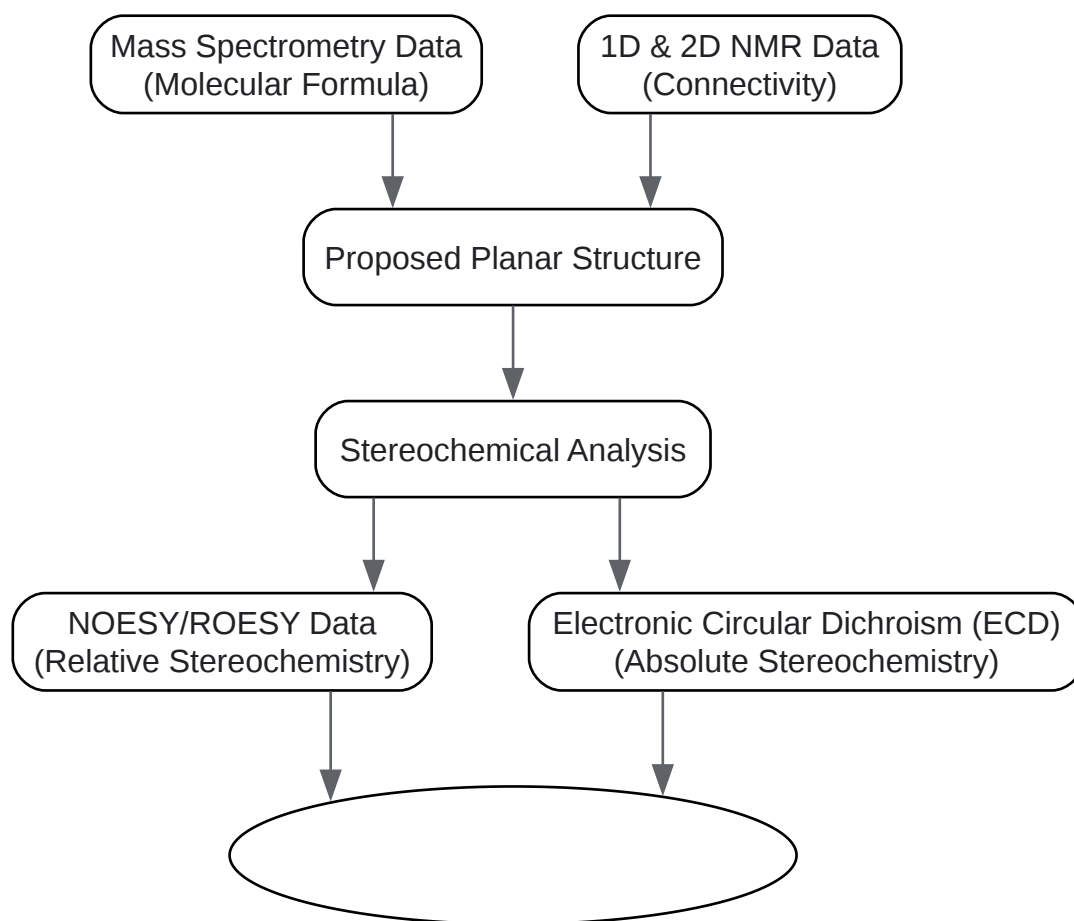 Mass Spectrometry Data
(Molecular Formula)
1D & 2D NMR Data
(Connectivity)
Proposed Planar Structure
Stereochemical Analysis
NOESY/ROESY Data
(Relative Stereochemistry)
Electronic Circular Dichroism (ECD)
(Absolute Stereochemistry)